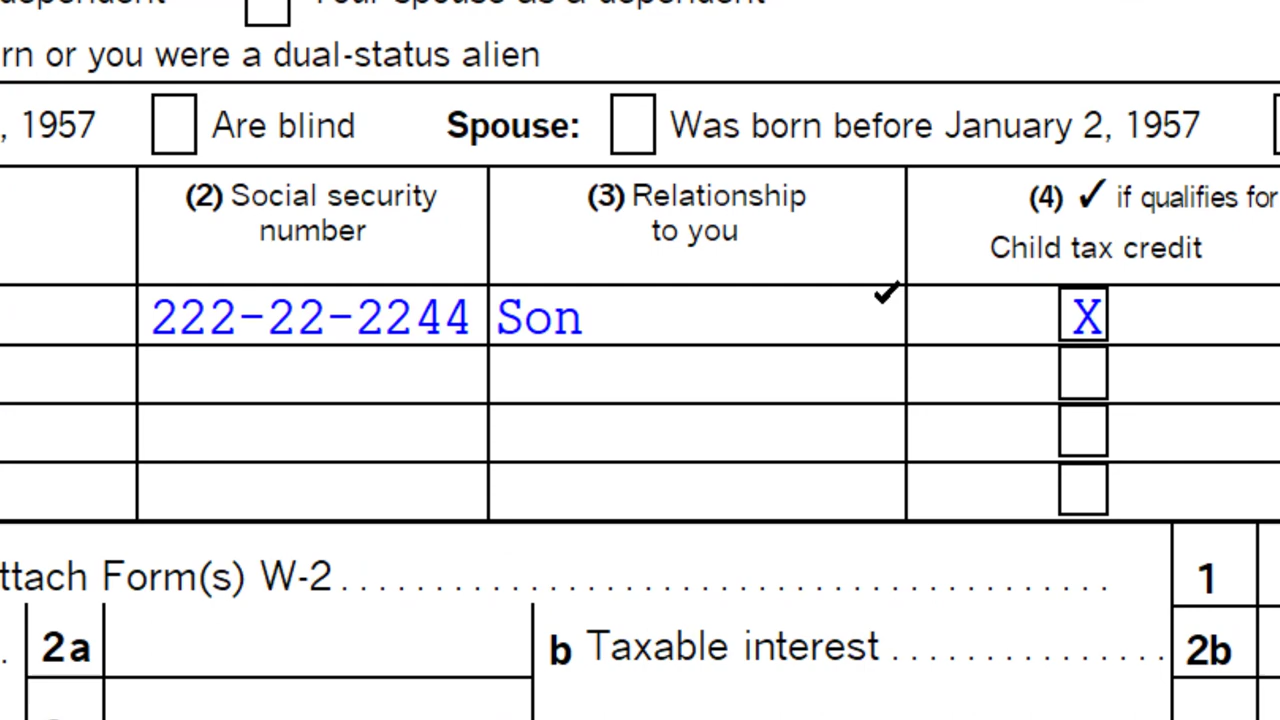 rn or you were a dual-status alien
, 1957 Are blind Spouse: Was born before January 2, 1957
(2) Social security number (3) Relationship to you (4) ✓ if qualifies for
Child tax credit
222-22-2244 Son X
ttach Form(s) W-2 . . . . . . . . . . . . . . . . . . . . . . . . . . . . . . . . . . . . . . . . . 1
. 2a b Taxable interest . . . . . . . . . . . . . . . 2b